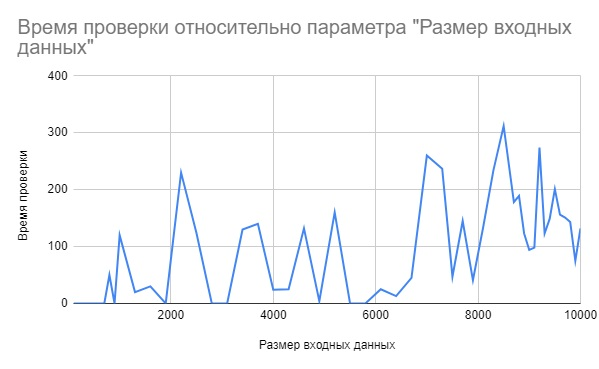 Время проверки относительно параметра "Размер входных
данных"
400
300
200
100
0
Время проверки
2000
4000
6000
8000
10000
Размер входных данных